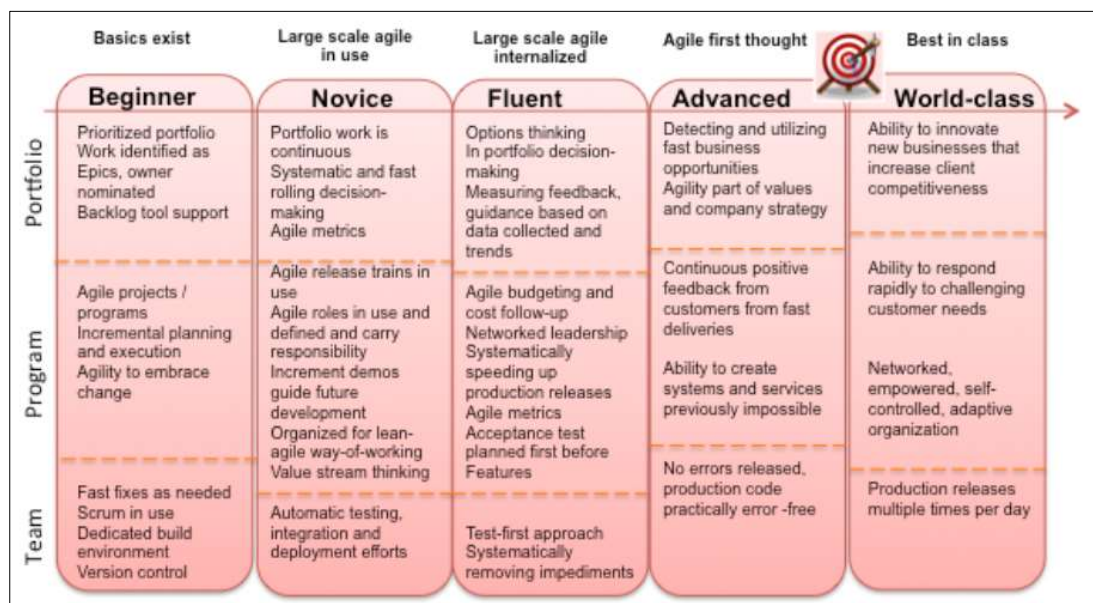 Basics exist
Large scale agile
in use
Large scale agile
internalized
Agile first thought
Best in class
Beginner
Novice
Fluent
Advanced
World-class
Portfolio
Prioritized portfolio
Work identified as
Epics, owner
nominated
Backlog tool support
Portfolio work is
continuous
Systematic and fast
rolling decision-
making
Agile metrics
Options thinking
In portfolio decision-
making
Measuring feedback,
guidance based on
data collected and
trends
Detecting and utilizing
fast business
opportunities
Agility part of values
and company strategy
Ability to innovate
new businesses that
increase client
competitiveness
Program
Agile projects /
programs
Incremental planning
and execution
Agility to embrace
change
Agile release trains in
use
Agile roles in use and
defined and carry
responsibility
Increment demos
guide future
development
Organized for lean-
agile way-of-working
Value stream thinking
Agile budgeting and
cost follow-up
Networked leadership
Systematically
speeding up
production releases
Agile metrics
Acceptance test
planned first before
Features
Continuous positive
feedback from
customers from fast
deliveries
Ability to create
systems and services
previously impossible
Ability to respond
rapidly to challenging
customer needs
Networked,
empowered, self-
controlled, adaptive
organization
Team
Fast fixes as needed
Scrum in use
Dedicated build
environment
Version control
Automatic testing,
integration and
deployment efforts
Test-first approach
Systematically
removing impediments
No errors released,
production code
practically error -free
Production releases
multiple times per day